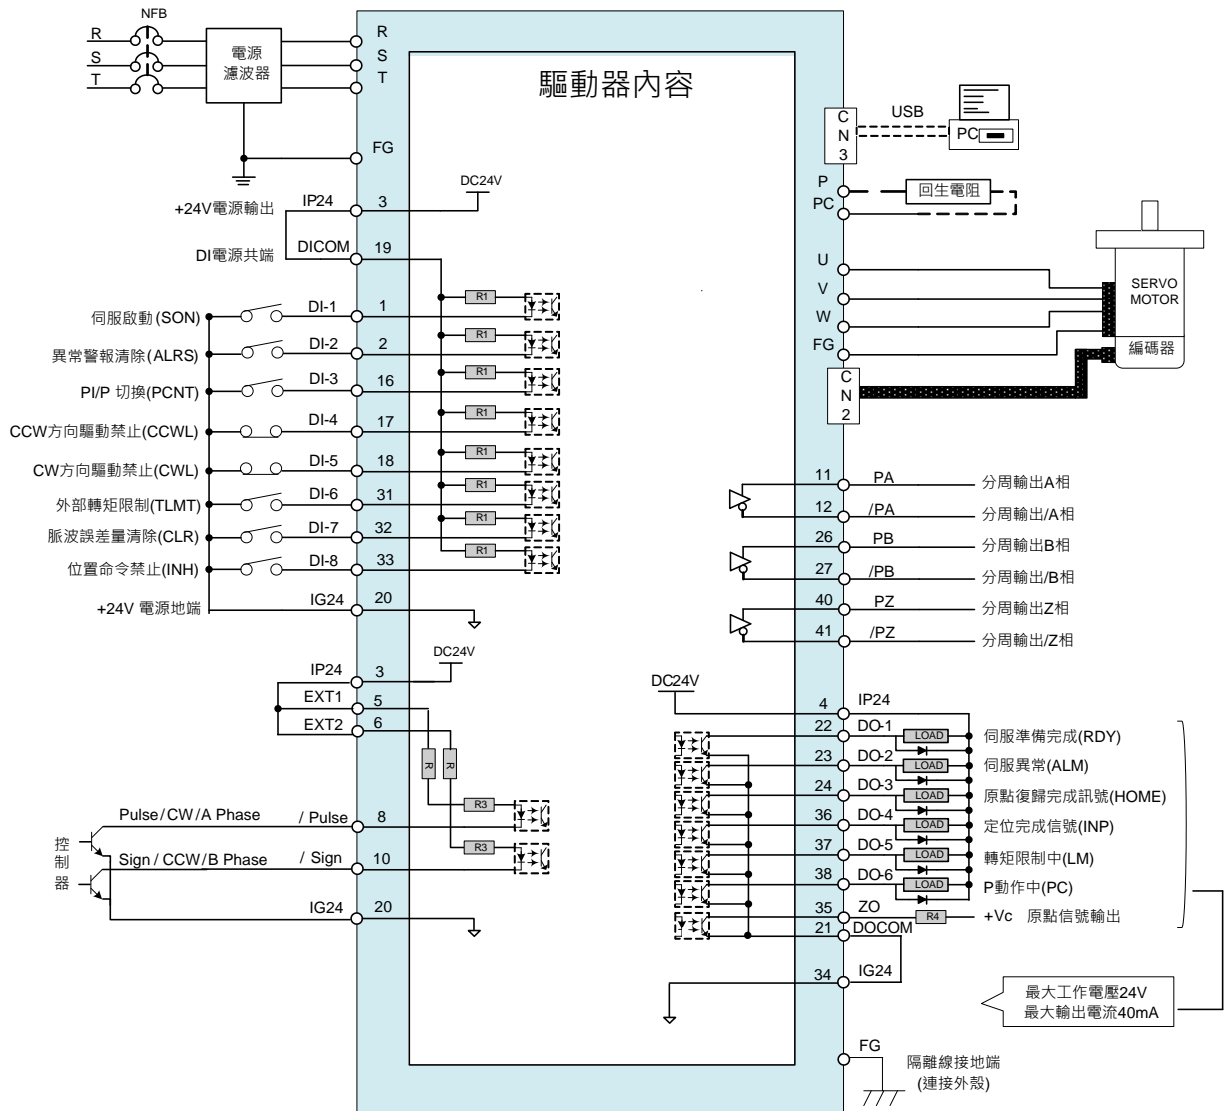 NFB
R
S
T
電源
濾波器
R
S
T
FG
驅動器內容
DC24V
+24V電源輸出 IP24 3
DI電源共端 DICOM 19
伺服啟動(SON) DI-1 1 R1
異常警報清除(ALRS) DI-2 2 R1
PI/P 切換(PCNT) DI-3 16 R1
CCW方向驅動禁止(CCWL) DI-4 17 R1
CW方向驅動禁止(CWL) DI-5 18 R1
外部轉矩限制(TLMT) DI-6 31 R1
脈波誤差量清除(CLR) DI-7 32 R1
位置命令禁止(INH) DI-8 33 R1
+24V 電源地端 IG24 20
DC24V
IP24 3
EXT1 5
EXT2 6
R R
R3
Pulse/CW/A Phase / Pulse 8
R3
Sign / CCW/B Phase / Sign 10
控制器
IG24 20
CN3
USB
PC
P
PC
回生電阻
U
V
W
FG
SERVO
MOTOR
編碼器
CN2
11 PA 分周輸出A相
12 /PA 分周輸出/A相
26 PB 分周輸出B相
27 /PB 分周輸出/B相
40 PZ 分周輸出Z相
41 /PZ 分周輸出/Z相
DC24V
4 IP24
22 DO-1 LOAD 伺服準備完成(RDY)
23 DO-2 LOAD 伺服異常(ALM)
24 DO-3 LOAD 原點復歸完成訊號(HOME)
36 DO-4 LOAD 定位完成信號(INP)
37 DO-5 LOAD 轉矩限制中(LM)
38 DO-6 LOAD P動作中(PC)
35 ZO R4 +Vc 原點信號輸出
21 DOCOM
34 IG24
最大工作電壓24V
最大輸出電流40mA
FG
隔離線接地端
(連接外殼)